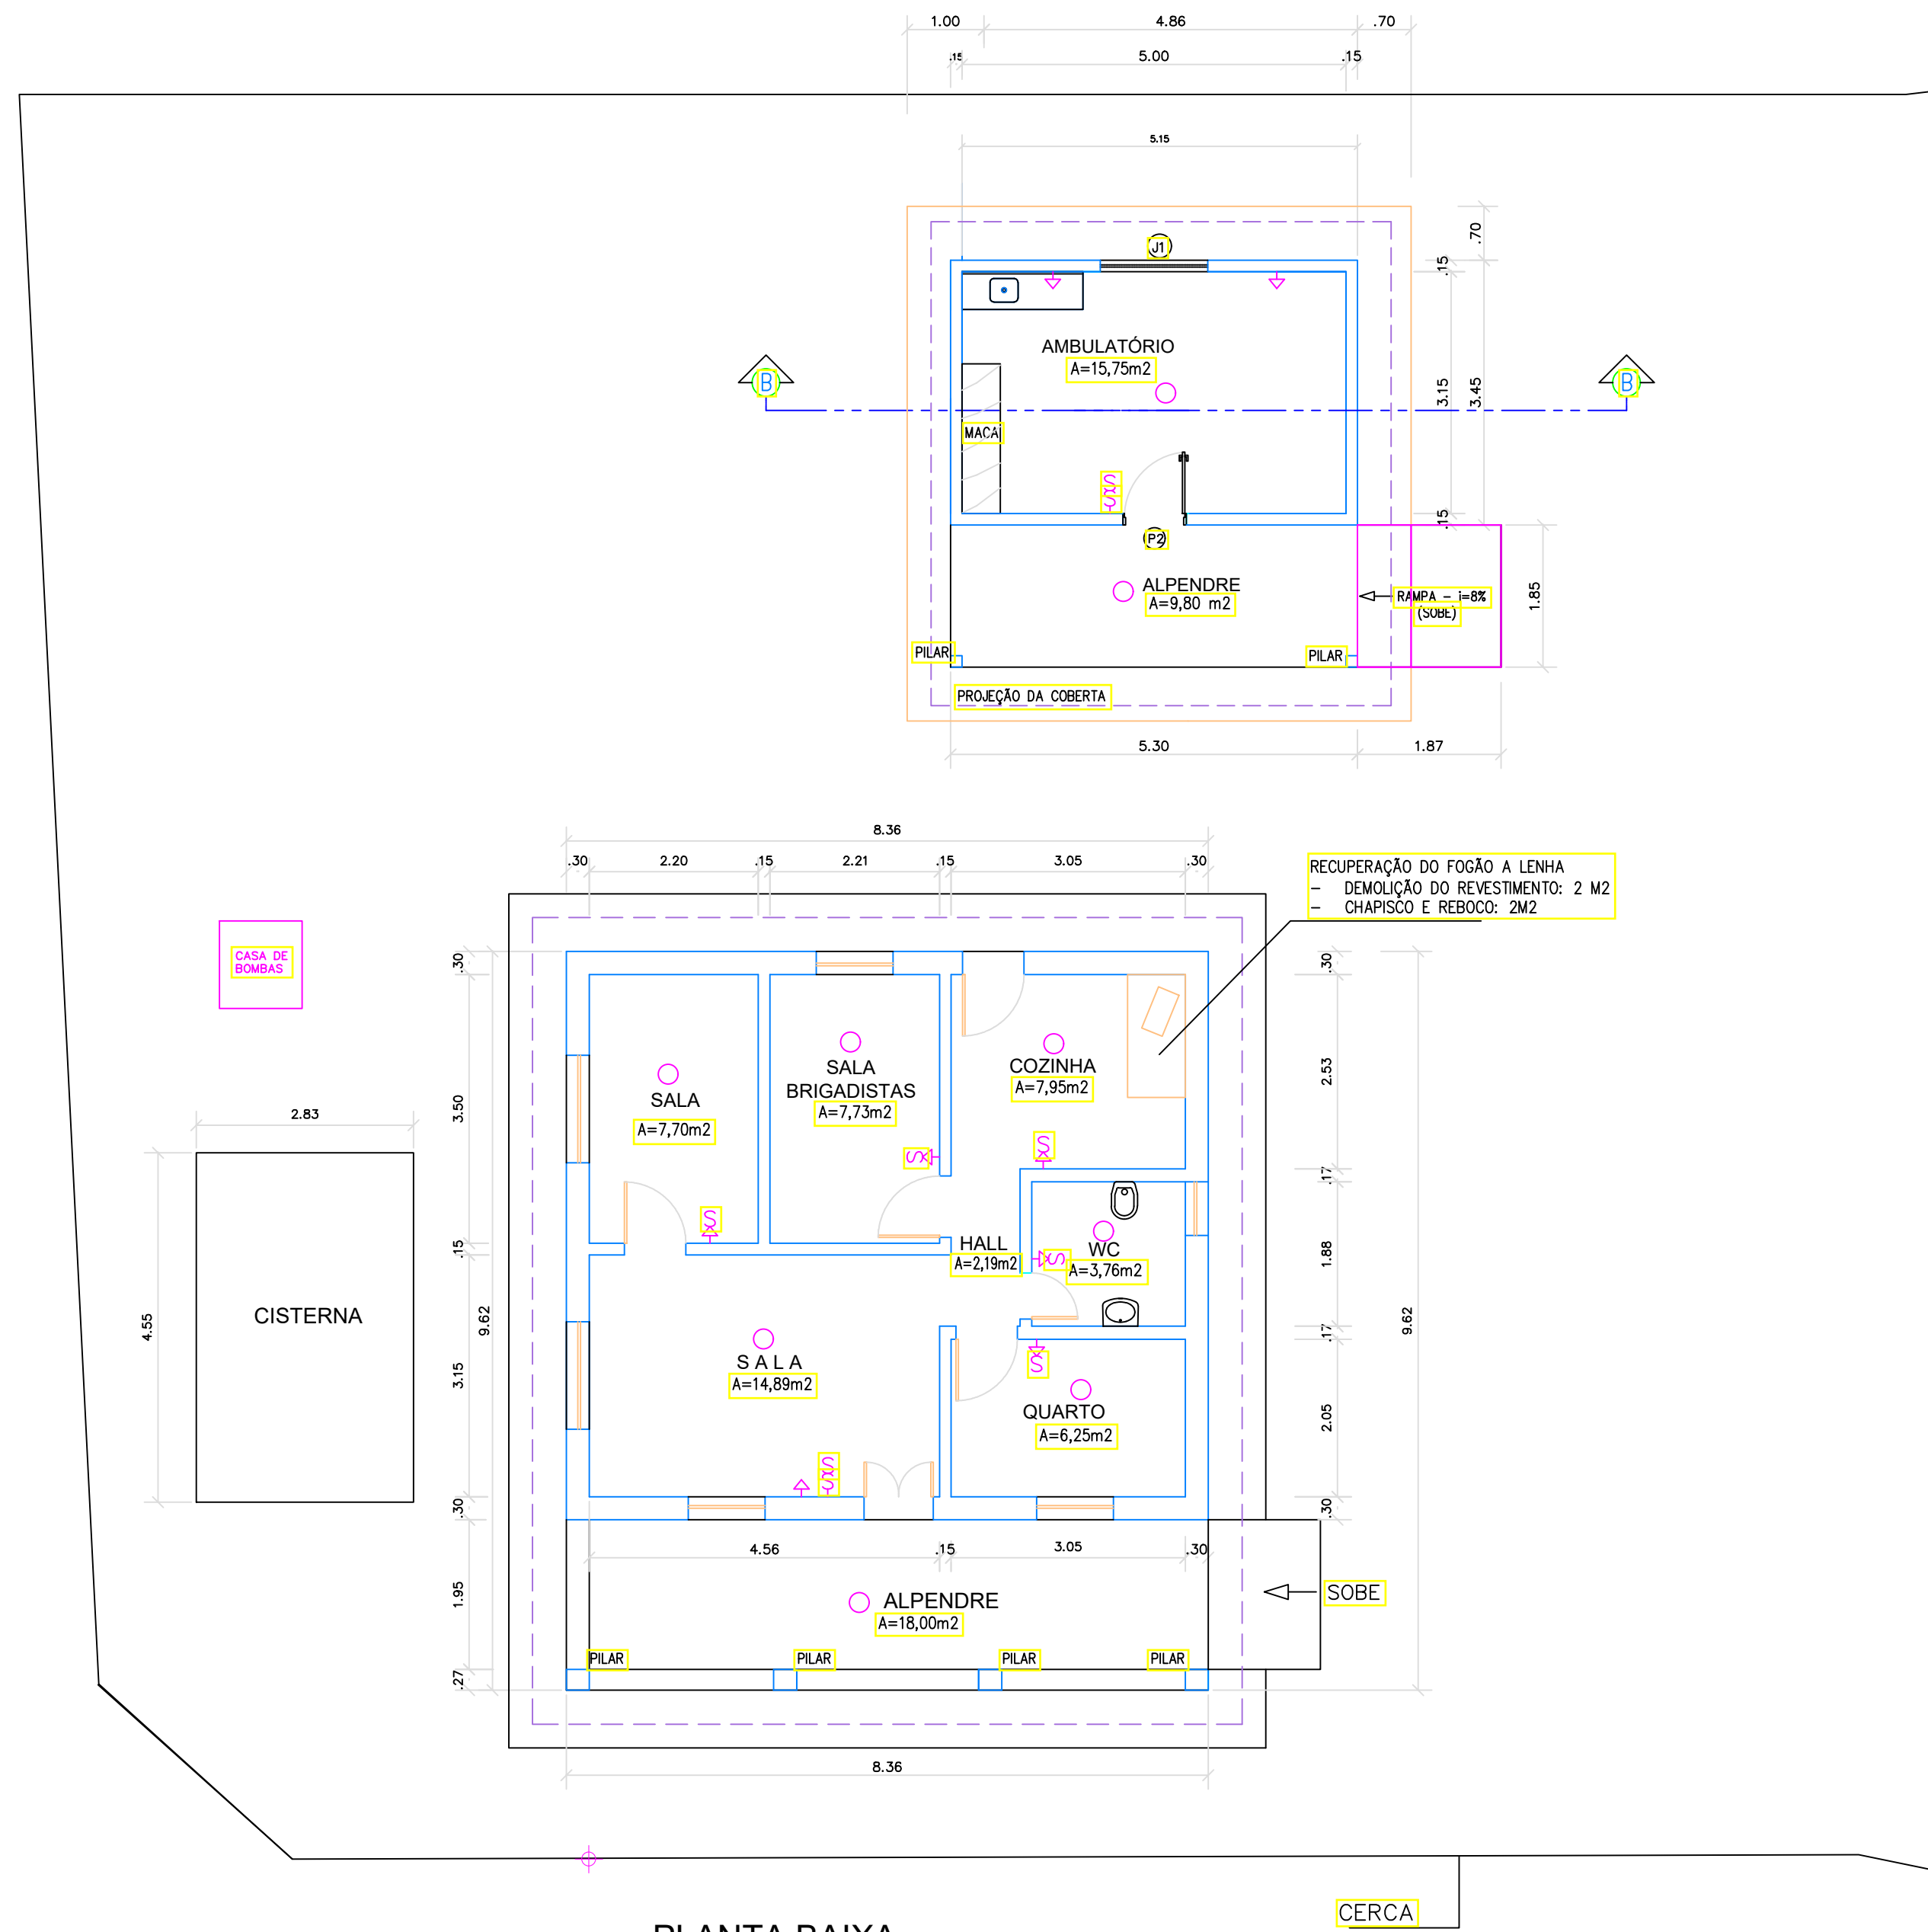 1.00
4.86
.70
.15
5.00
.15
5.15
J1
.70
.15
AMBULATÓRIO
A=15,75m2
B
B
3.15
3.45
MACA
S
S
.15
P2
ALPENDRE
A=9,80 m2
RAMPA - i=8%
(SOBE)
1.85
PILAR
PILAR
PROJEÇÃO DA COBERTA
5.30
1.87
8.36
.30
2.20
.15
2.21
.15
3.05
.30
RECUPERAÇÃO DO FOGÃO A LENHA
- DEMOLIÇÃO DO REVESTIMENTO: 2 M2
- CHAPISCO E REBOCO: 2M2
CASA DE
BOMBAS
.30
.30
SALA
BRIGADISTAS
A=7,73m2
COZINHA
A=7,95m2
SALA
A=7,70m2
3.50
2.53
2.83
S
S
.17
S
HALL
A=2,19m2
S
WC
A=3,76m2
.15
1.88
CISTERNA
4.55
9.62
9.62
.17
S A L A
A=14,89m2
3.15
S
QUARTO
A=6,25m2
2.05
S
S
.30
.30
4.56
.15
3.05
.30
1.95
ALPENDRE
A=18,00m2
SOBE
PILAR
PILAR
PILAR
PILAR
.27
8.36
CERCA
PLANTA BAIXA